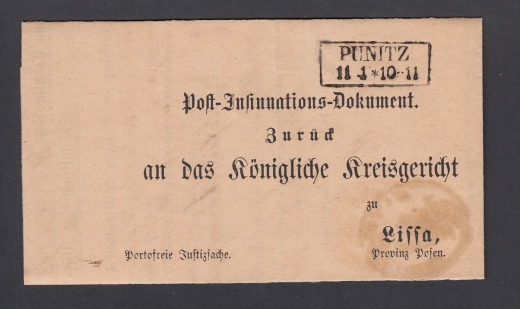 PUNITZ
11 1 * 10-11
Post-Insinuations-Dokument.
Zurück
an das Königliche Kreisgericht
zu
Lissa,
Portofreie Justizsache.
Provinz Posen.